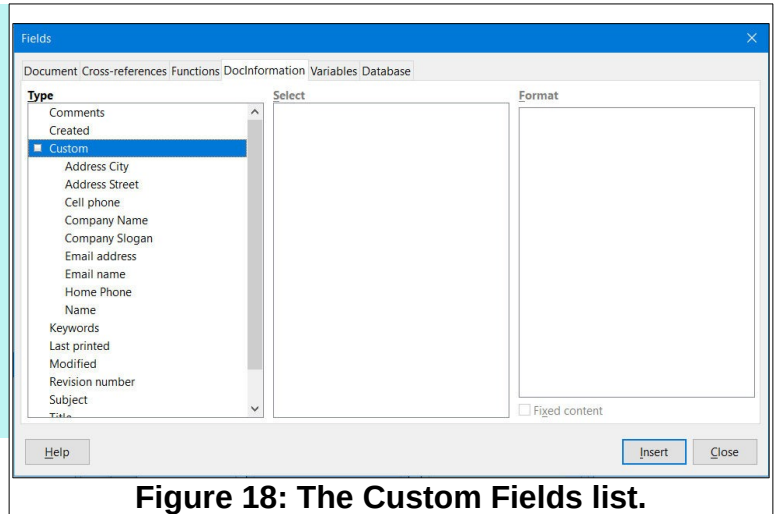 Fields
Document Cross-references Functions DocInformation Variables Database
Type
Comments
Created
Custom
Address City
Address Street
Cell phone
Company Name
Company Slogan
Email address
Email name
Home Phone
Name
Keywords
Last printed
Modified
Revision number
Subject
Title
Select
Format
Fixed content
Help
Insert
Close
Figure 18: The Custom Fields list.